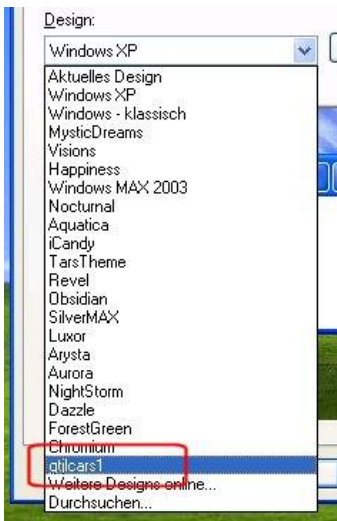 Design:
Windows XP
Aktuelles Design
Windows XP
Windows - klassisch
MysticDreams
Visions
Happiness
Windows MAX 2003
Nocturnal
Aquatica
iCandy
TarsTheme
Revel
Obsidian
SilverMAX
Luxor
Arysta
Aurora
NightStorm
Dazzle
ForestGreen
Chromium
gtilcars1
Weitere Designs online...
Durchsuchen...